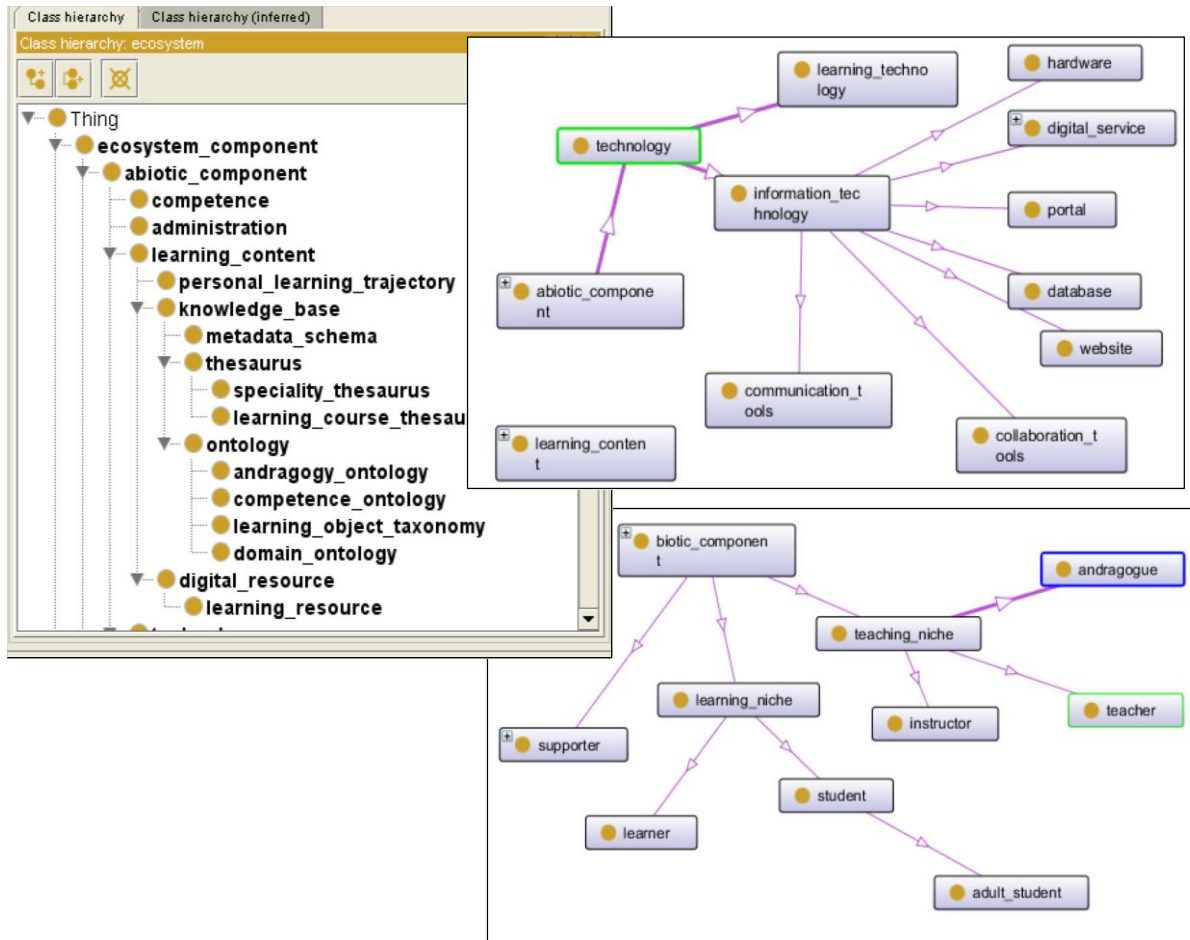 Class hierarchy
Class hierarchy (inferred)
Class hierarchy: ecosystem
Thing
ecosystem_component
abiotic_component
competence
administration
learning_content
personal_learning_trajectory
knowledge_base
metadata_schema
thesaurus
speciality_thesaurus
learning_course_thesau
ontology
andragogy_ontology
competence_ontology
learning_object_taxonomy
domain_ontology
digital_resource
learning_resource
learning_techno
logy
hardware
digital_service
technology
information_tec
hnology
portal
abiotic_compone
nt
database
website
communication_t
ools
collaboration_t
ools
learning_conten
t
biotic_componen
t
andragogue
teaching_niche
learning_niche
teacher
instructor
supporter
student
learner
adult_student